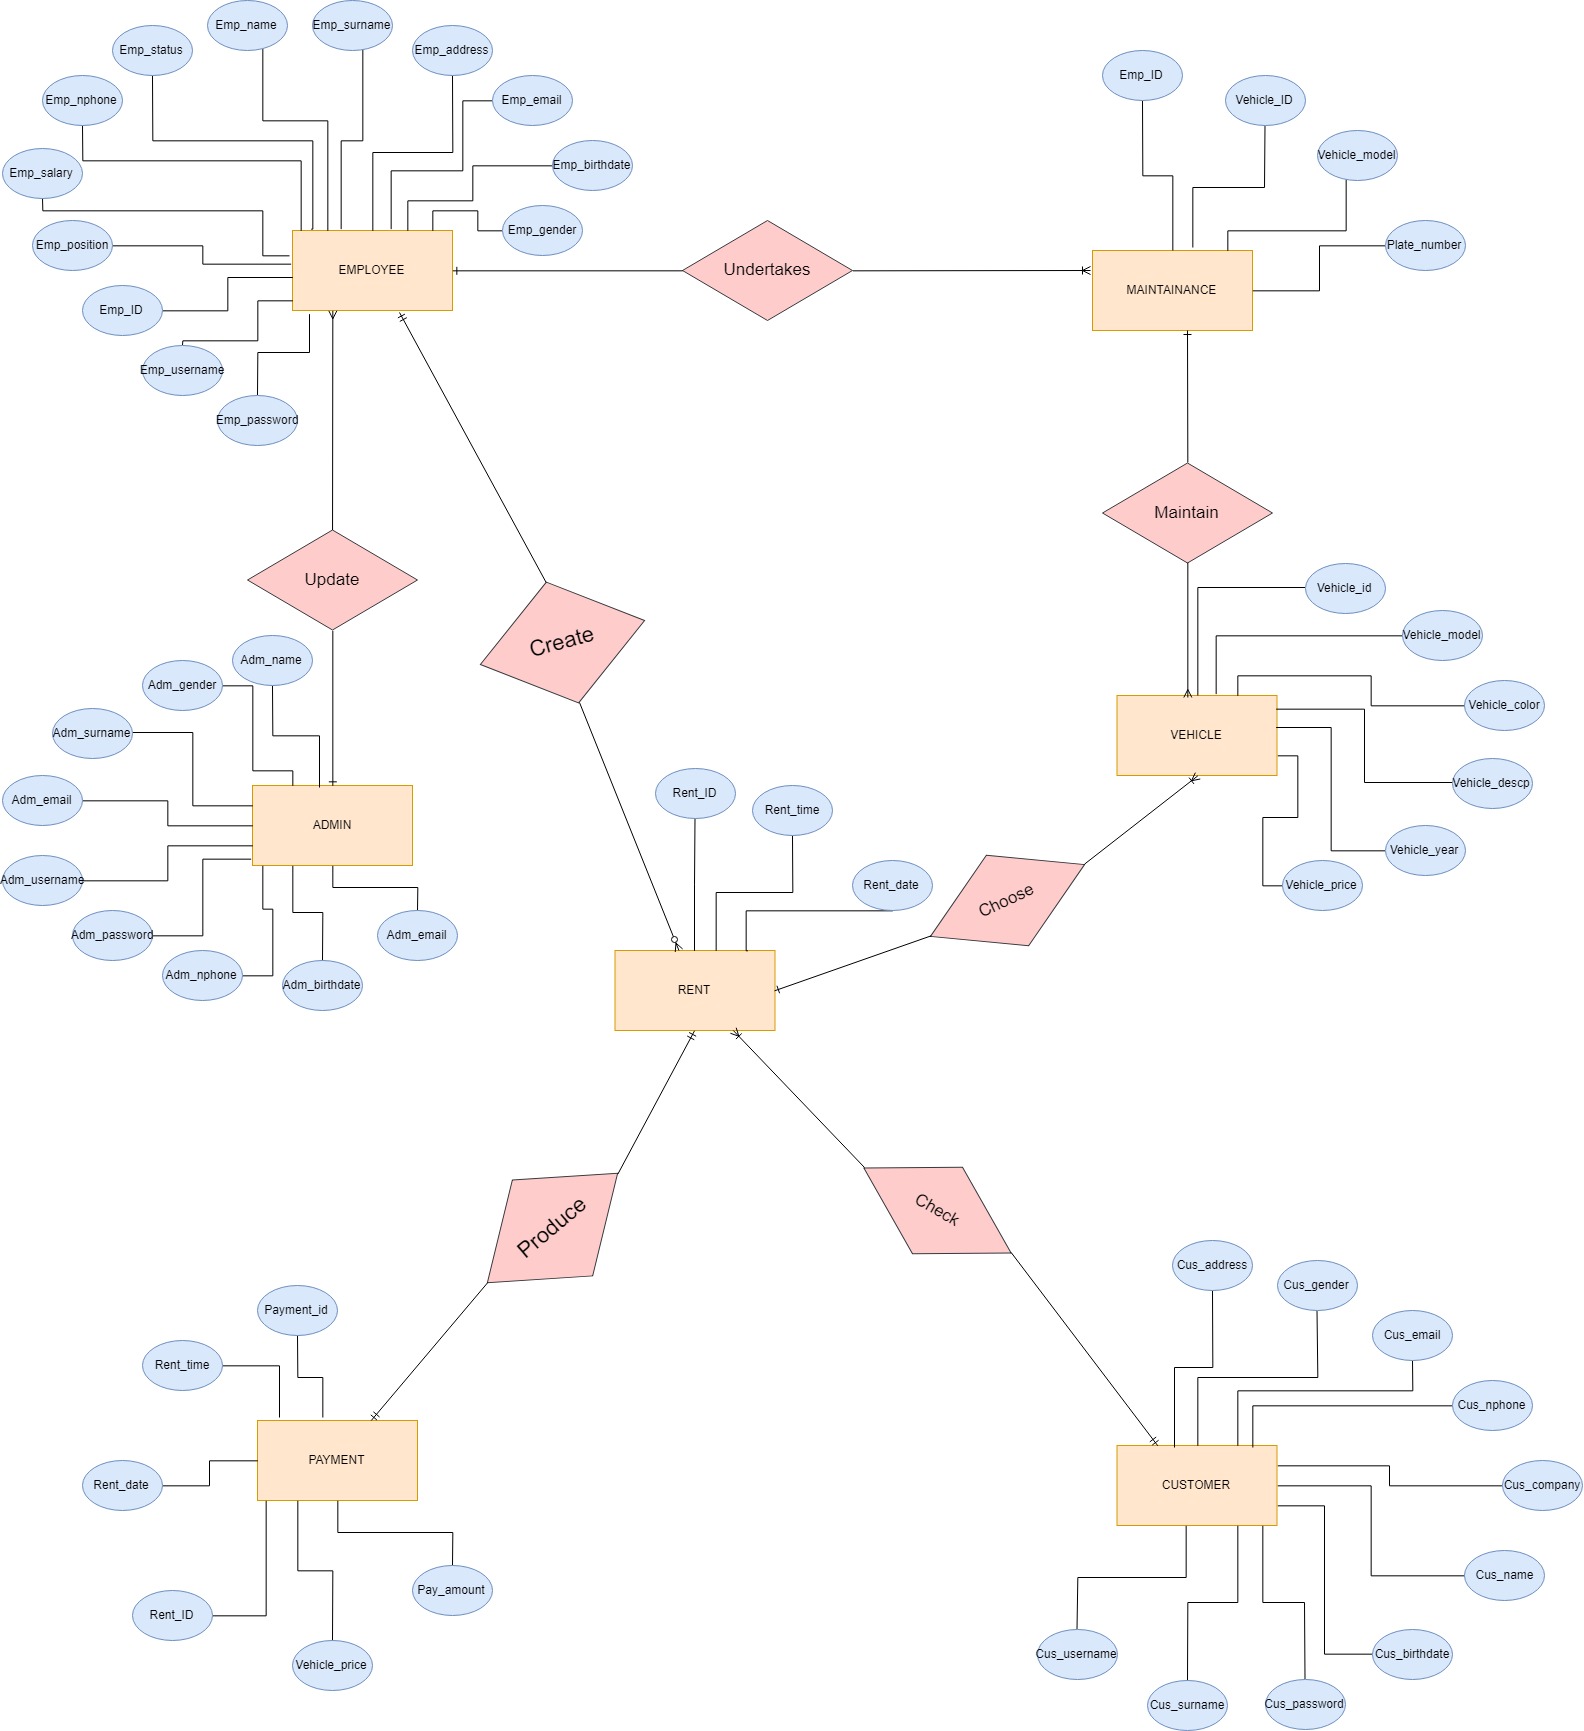 Emp_name
Emp_surname
Emp_status
Emp_address
Emp_ID
Emp_nphone
Emp_email
Vehicle_ID
Vehicle_model
Emp_salary
Emp_birthdate
Emp_gender
Emp_position
Plate_number
EMPLOYEE
Undertakes
MAINTAINANCE
Emp_ID
Emp_username
Emp_password
Maintain
Update
Vehicle_id
Create
Vehicle_model
Adm_name
Adm_gender
Vehicle_color
Adm_surname
VEHICLE
Vehicle_descp
Rent_ID
Adm_email
Rent_time
ADMIN
Vehicle_year
Adm_username
Rent_date
Vehicle_price
Choose
Adm_password
Adm_email
Adm_nphone
Adm_birthdate
RENT
Check
Produce
Cus_address
Cus_gender
Payment_id
Cus_email
Rent_time
Cus_nphone
PAYMENT
Rent_date
CUSTOMER
Cus_company
Cus_name
Pay_amount
Rent_ID
Cus_username
Cus_birthdate
Vehicle_price
Cus_surname
Cus_password